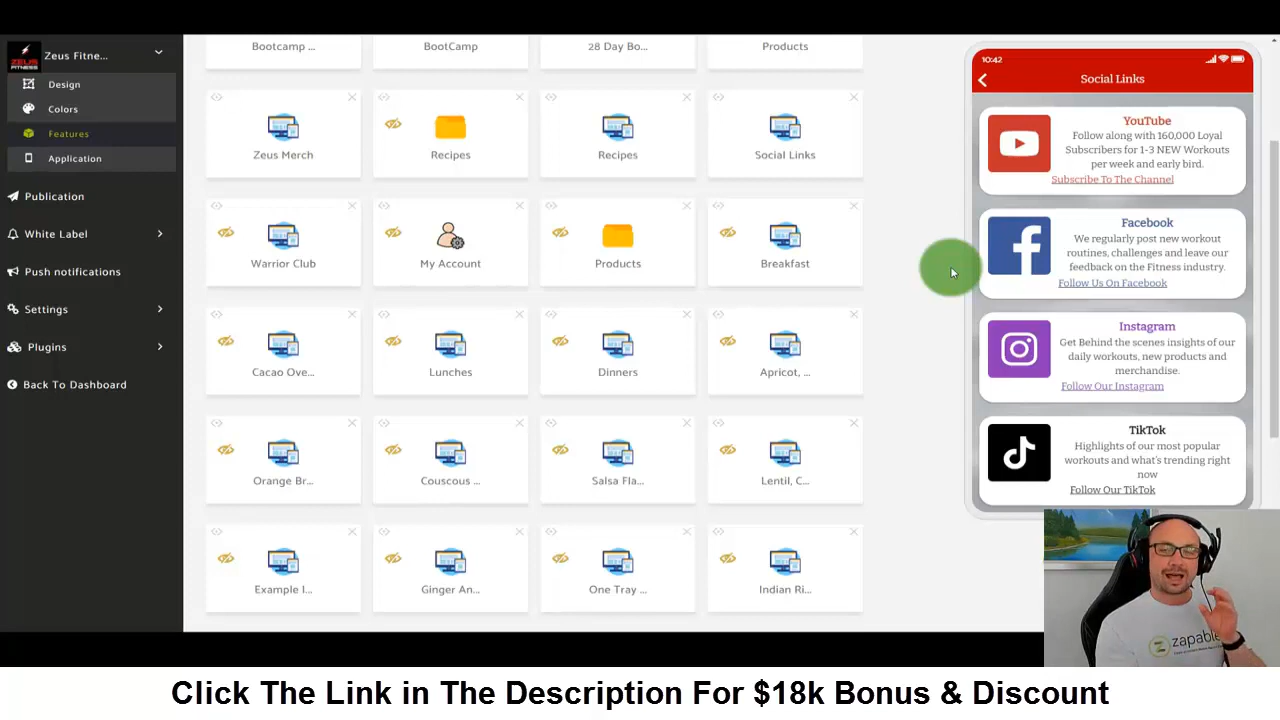 Zeus Fitne...
ZEUS
FITNESS
Design
Colors
Features
Application
Publication
White Label
Push notifications
Settings
Plugins
Back To Dashboard
Bootcamp ...
BootCamp
28 Day Bo...
Products
Zeus Merch
Recipes
Recipes
Social Links
Warrior Club
My Account
Products
Breakfast
Cacao Ove...
Lunches
Dinners
Apricot, ...
Orange Br...
Couscous ...
Salsa Fla...
Lentil, C...
Example I...
Ginger An...
One Tray ...
Indian Ri...
10:42
Social Links
YouTube
Follow along with 160,000 Loyal
Subscribers for 1-3 NEW Workouts
per week and early bird.
Subscribe To The Channel
Facebook
We regularly post new workout
routines, challenges and leave our
feedback on the Fitness industry.
Follow Us On Facebook
Instagram
Get Behind the scenes insights of our
daily workouts, new products and
merchandise.
Follow Our Instagram
TikTok
Highlights of our most popular
workouts and what's trending right
now
Follow Our TikTok
zapable
Click The Link in The Description For $18k Bonus & Discount